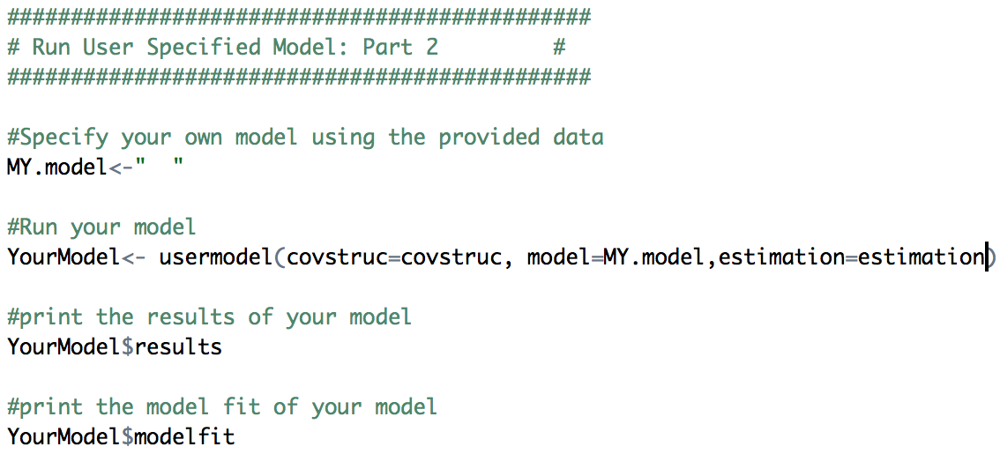 ##############################################
# Run User Specified Model: Part 2         #
##############################################
#Specify your own model using the provided data
MY.model<-"  "
#Run your model
YourModel<- usermodel(covstruc=covstruc, model=MY.model,estimation=estimation)
#print the results of your model
YourModel$results
#print the model fit of your model
YourModel$modelfit